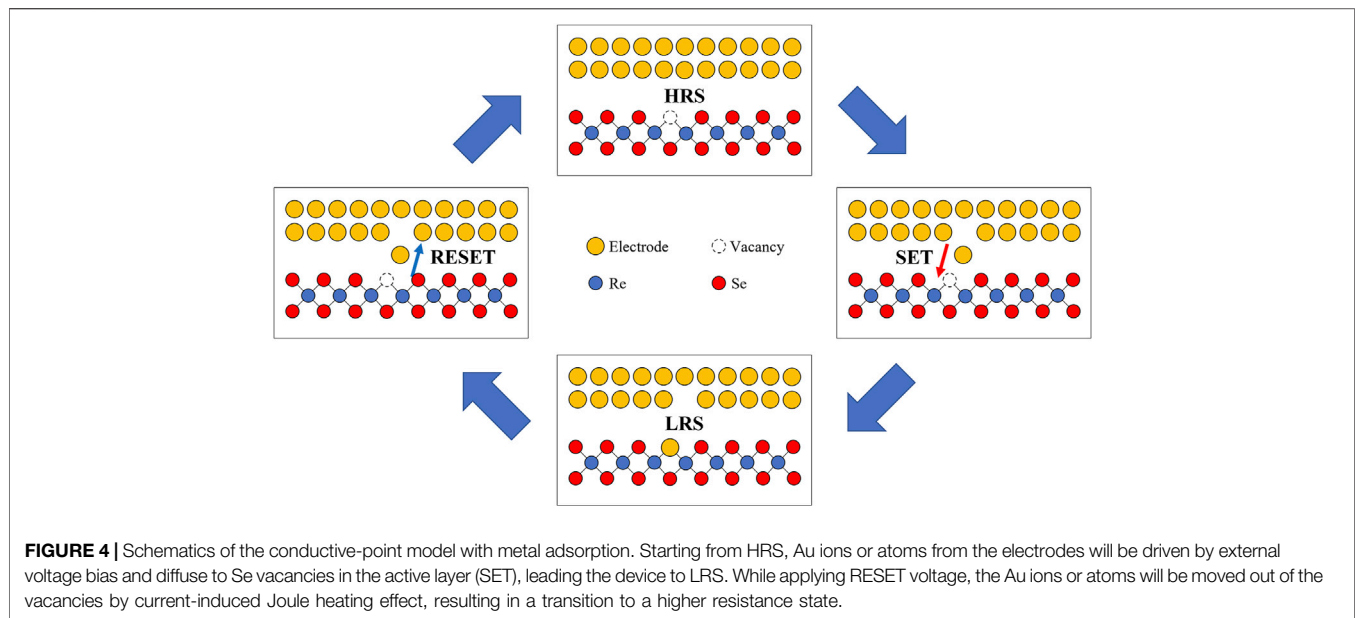 HRS
RESET
SET
Electrode
Vacancy
Re
Se
LRS
FIGURE 4 | Schematics of the conductive-point model with metal adsorption. Starting from HRS, Au ions or atoms from the electrodes will be driven by external
voltage bias and diffuse to Se vacancies in the active layer (SET), leading the device to LRS. While applying RESET voltage, the Au ions or atoms will be moved out of the
vacancies by current-induced Joule heating effect, resulting in a transition to a higher resistance state.